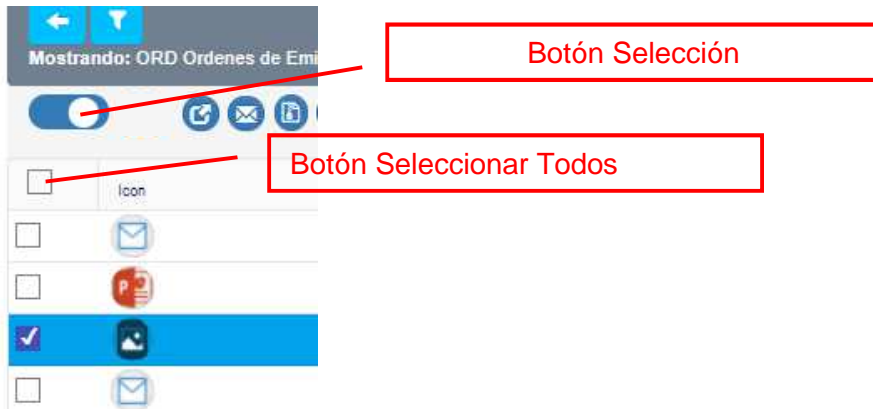 Mostrando: ORD Ordenes de Emi
Botón Selección
Botón Seleccionar Todos
Icon
P